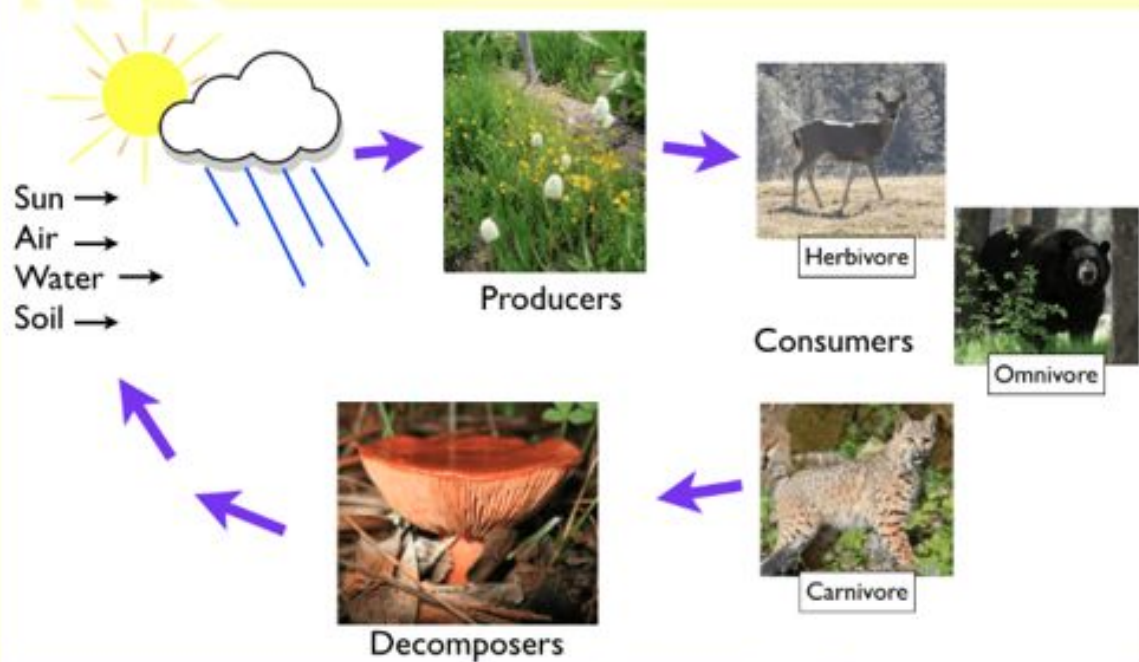 Sun
Air
Water
Soil
Producers
Herbivore
Consumers
Omnivore
Carnivore
Decomposers